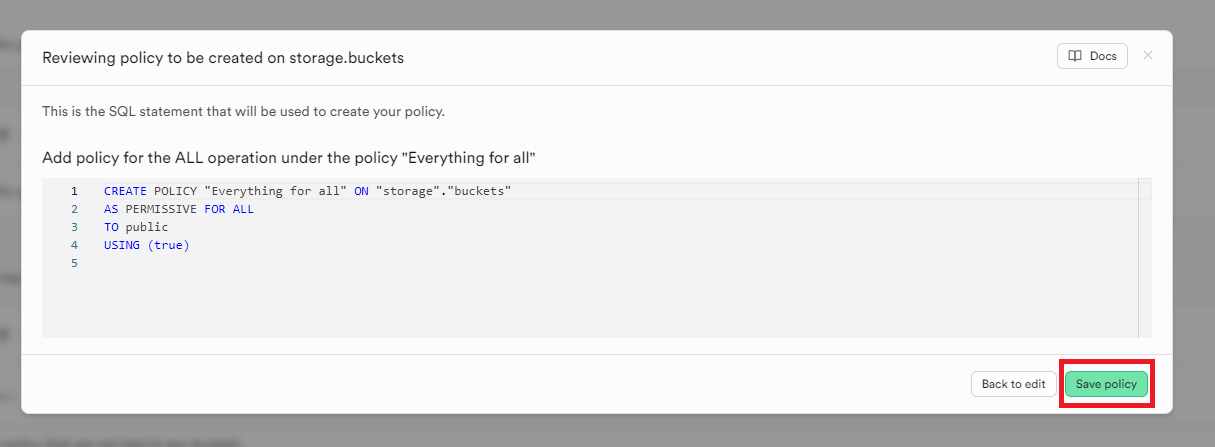 Reviewing policy to be created on storage.buckets
Docs
This is the SQL statement that will be used to create your policy.
Add policy for the ALL operation under the policy "Everything for all"
1 CREATE POLICY "Everything for all" ON "storage"."buckets"
2 AS PERMISSIVE FOR ALL
3 TO public
4 USING (true)
5
Back to edit
Save policy